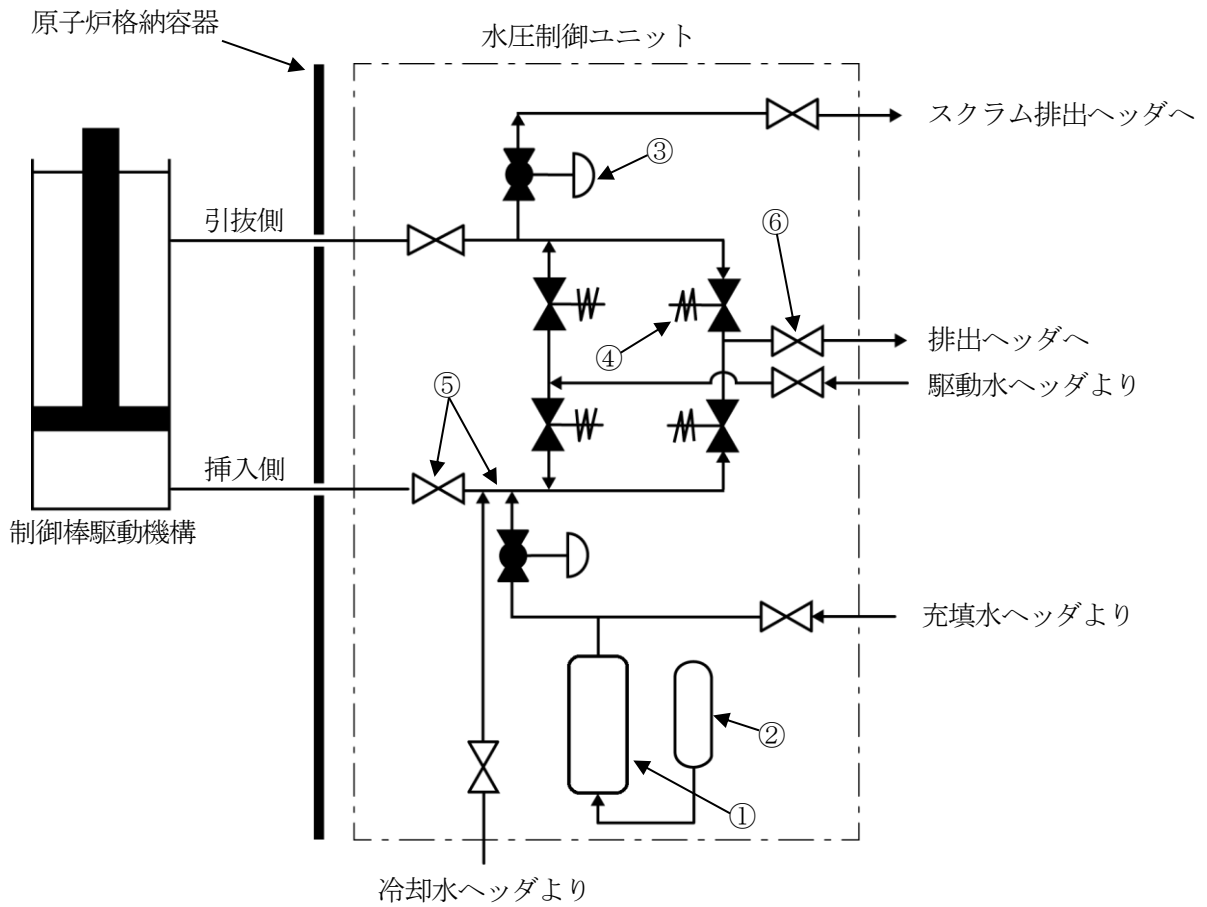 原子炉格納容器
水圧制御ユニット
スクラム排出ヘッダへ
③
引抜側
⑥
排出ヘッダへ
④
駆動水ヘッダより
⑤
挿入側
制御棒駆動機構
充填水ヘッダより
②
①
冷却水ヘッダより